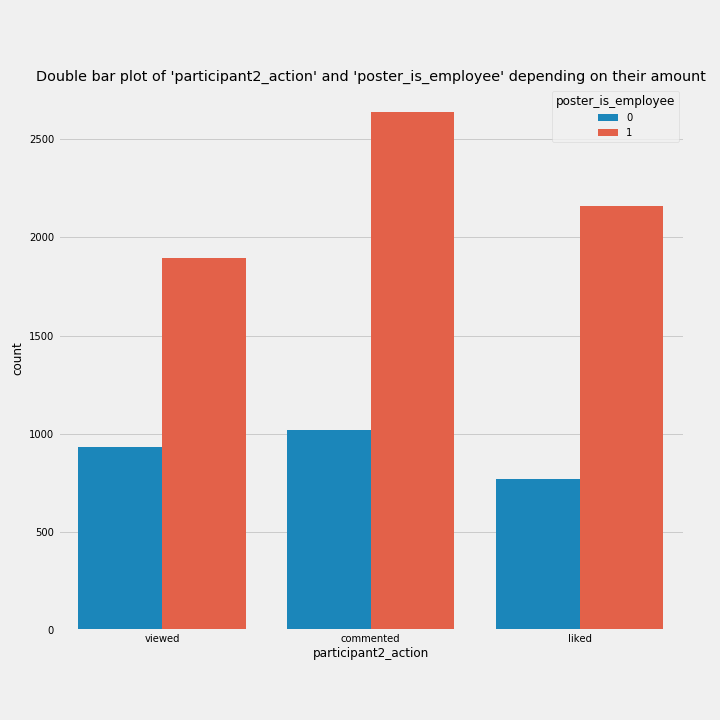 Double bar plot of 'participant2_action' and 'poster_is_employee' depending on their amount
poster_is_employee
0
1
2500
2000
1500
1000
500
0
count
viewed
commented
liked
participant2_action